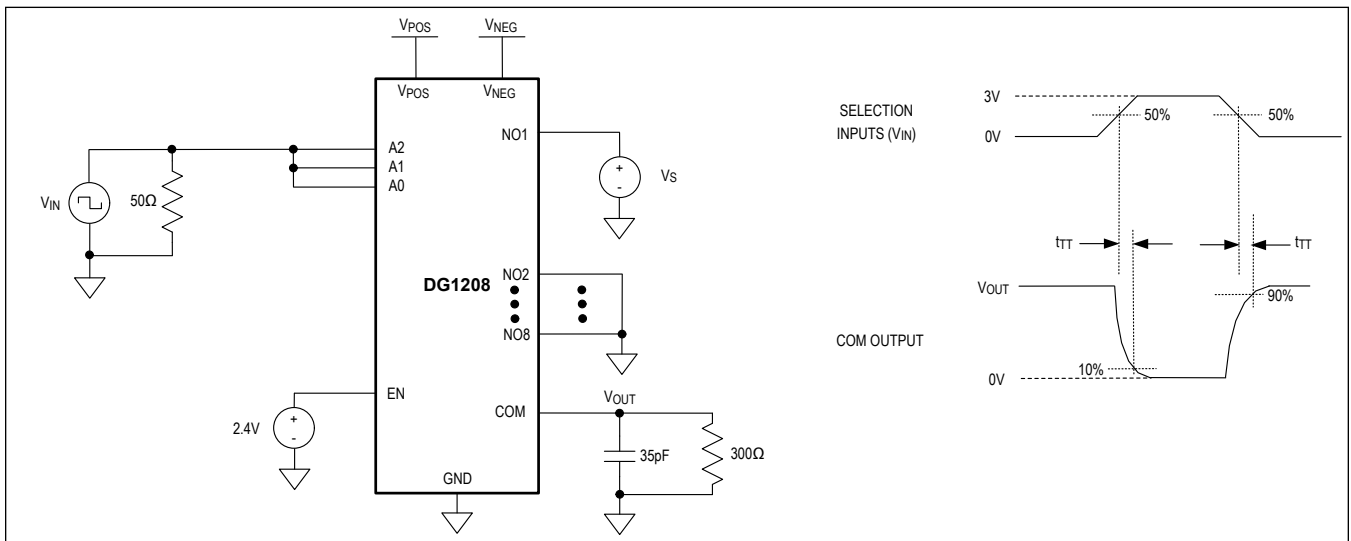 VPOS
VNEG
VPOS
VNEG
NO1
A2
A1
A0
VS
VIN
50Ω
DG1208
NO2
NO8
EN
COM
VOUT
2.4V
+
-
+
-
35pF
300Ω
GND
SELECTION
INPUTS (VIN)
3V
0V
50%
50%
tTT
tTT
VOUT
90%
COM OUTPUT
10%
0V